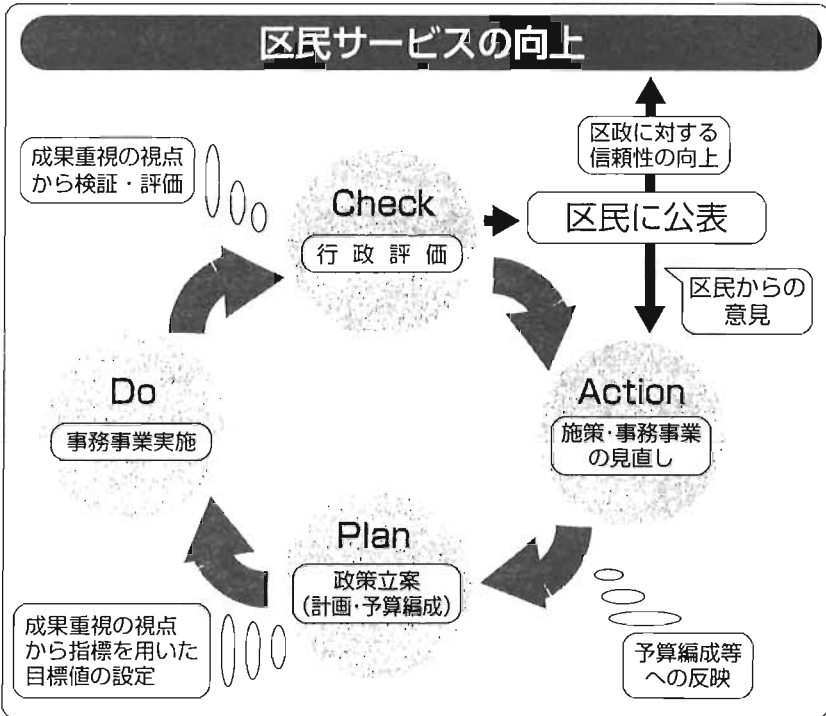 区民サービスの向上
区政に対する
信頼性の向上
成果重視の視点
から検証・評価
Check
行政評価
区民に公表
区民からの
意見
Do
事務事業実施
Action
施策・事務事業
の見直し
Plan
政策立案
(計画・予算編成)
成果重視の視点
から指標を用いた
目標値の設定
予算編成等
への反映